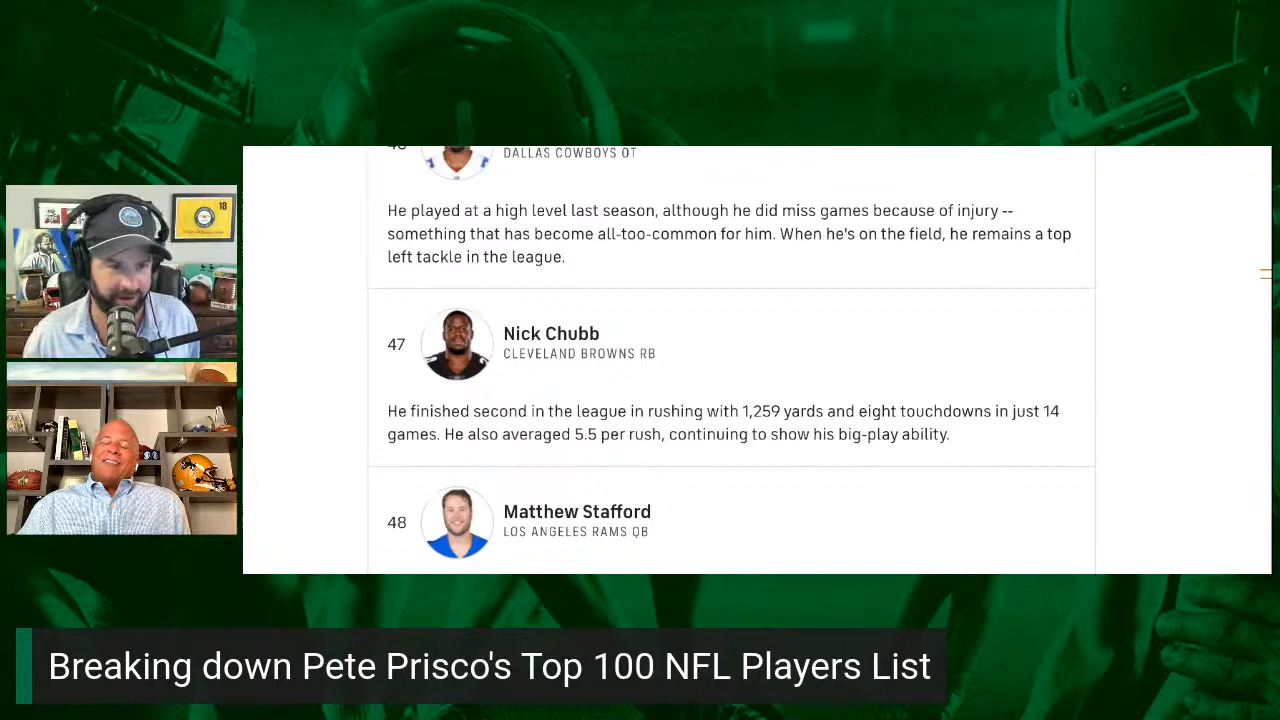 DALLAS COWBOYS OT
He played at a high level last season, although he did miss games because of injury --
something that has become all-too-common for him. When he's on the field, he remains a top
left tackle in the league.
47
Nick Chubb
CLEVELAND BROWNS RB
He finished second in the league in rushing with 1,259 yards and eight touchdowns in just 14
games. He also averaged 5.5 per rush, continuing to show his big-play ability.
48
Matthew Stafford
LOS ANGELES RAMS QB
18
Breaking down Pete Prisco's Top 100 NFL Players List